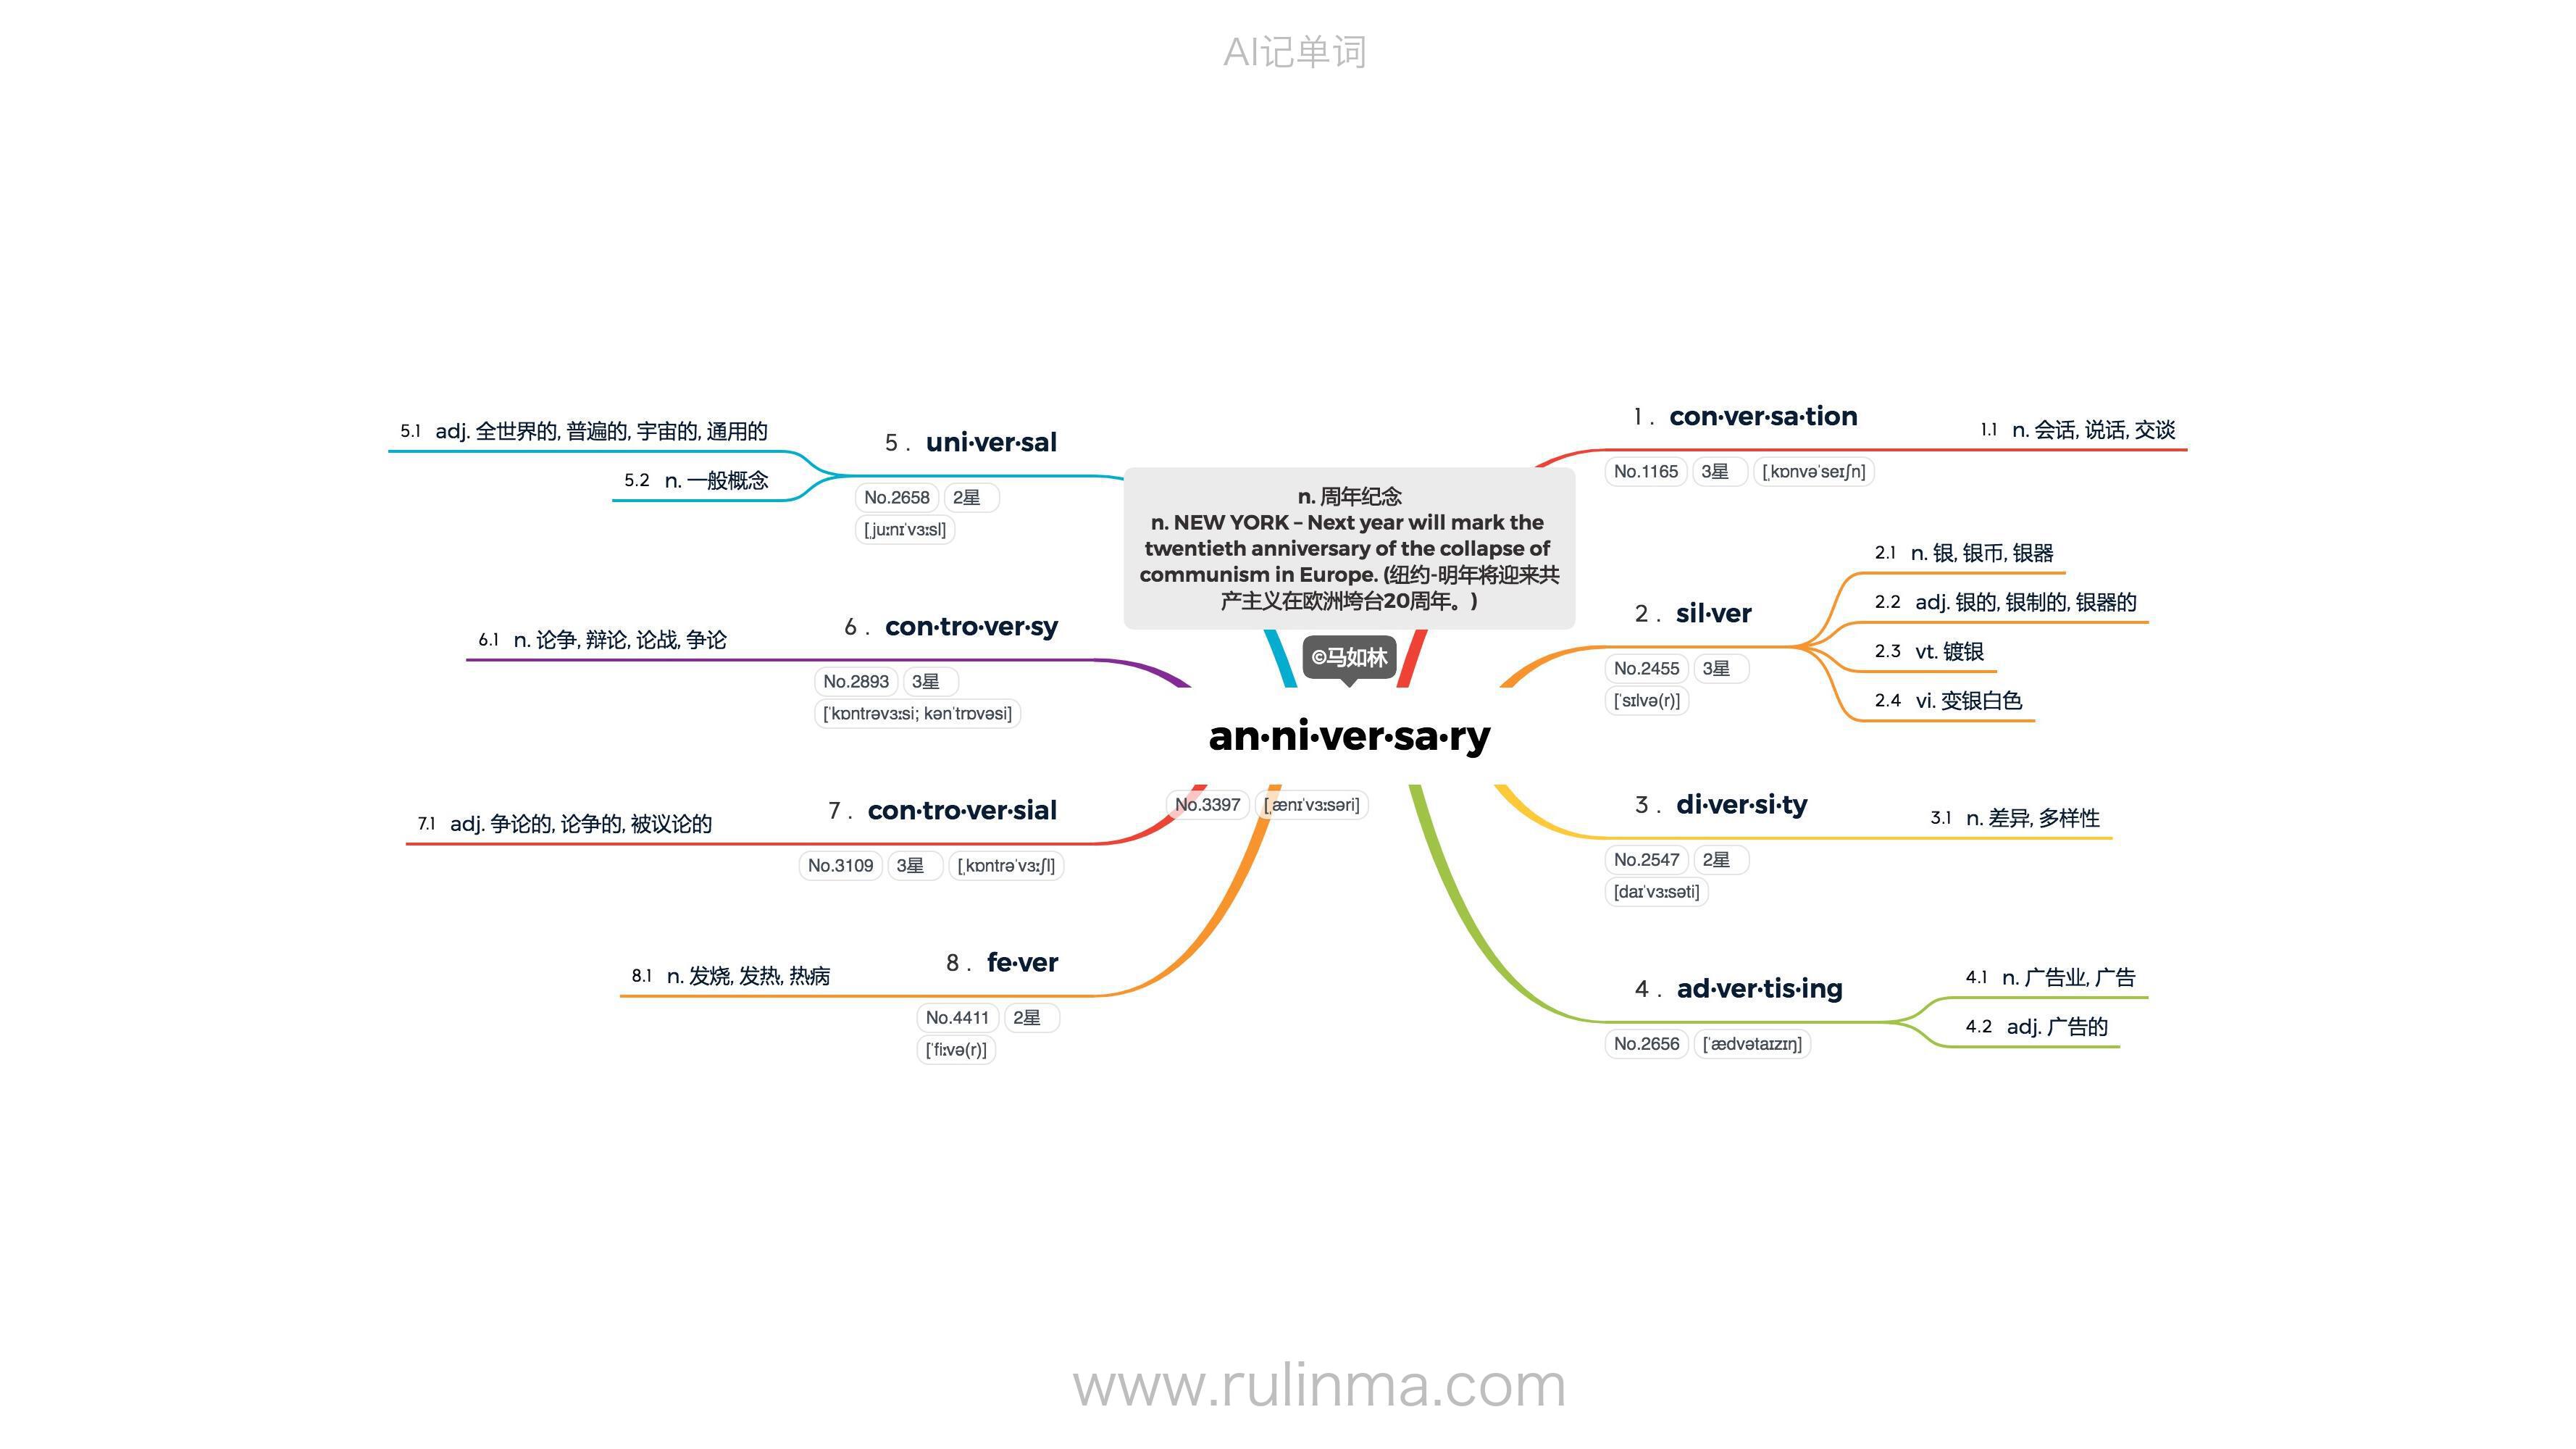 AI记单词
n. 周年纪念
n. NEW YORK – Next year will mark the
twentieth anniversary of the collapse of
communism in Europe. (纽约-明年将迎来共
产主义在欧洲垮台20周年。)
©马如林
an·ni·ver·sa·ry
No.3397 [ˌænɪˈvɜːsəri]
1 . con·ver·sa·tion
No.1165 3星 [ˌkɒnvəˈseɪʃn]
1.1 n. 会话, 说话, 交谈
2 . sil·ver
No.2455 3星
[ˈsɪlvə(r)]
2.1 n. 银, 银币, 银器
2.2 adj. 银的, 银制的, 银器的
2.3 vt. 镀银
2.4 vi. 变银白色
3 . di·ver·si·ty
No.2547 2星
[daɪˈvɜːsəti]
3.1 n. 差异, 多样性
4 . ad·ver·tis·ing
No.2656 [ˈædvətaɪzɪŋ]
4.1 n. 广告业, 广告
4.2 adj. 广告的
5 . uni·ver·sal
No.2658 2星
[ˌjuːnɪˈvɜːsl]
5.1 adj. 全世界的, 普遍的, 宇宙的, 通用的
5.2 n. 一般概念
6 . con·tro·ver·sy
No.2893 3星
[ˈkɒntrəvɜːsi; kənˈtrɒvəsi]
6.1 n. 论争, 辩论, 论战, 争论
7 . con·tro·ver·sial
No.3109 3星 [ˌkɒntrəˈvɜːʃl]
7.1 adj. 争论的, 论争的, 被议论的
8 . fe·ver
No.4411 2星
[ˈfiːvə(r)]
8.1 n. 发烧, 发热, 热病
www.rulinma.com